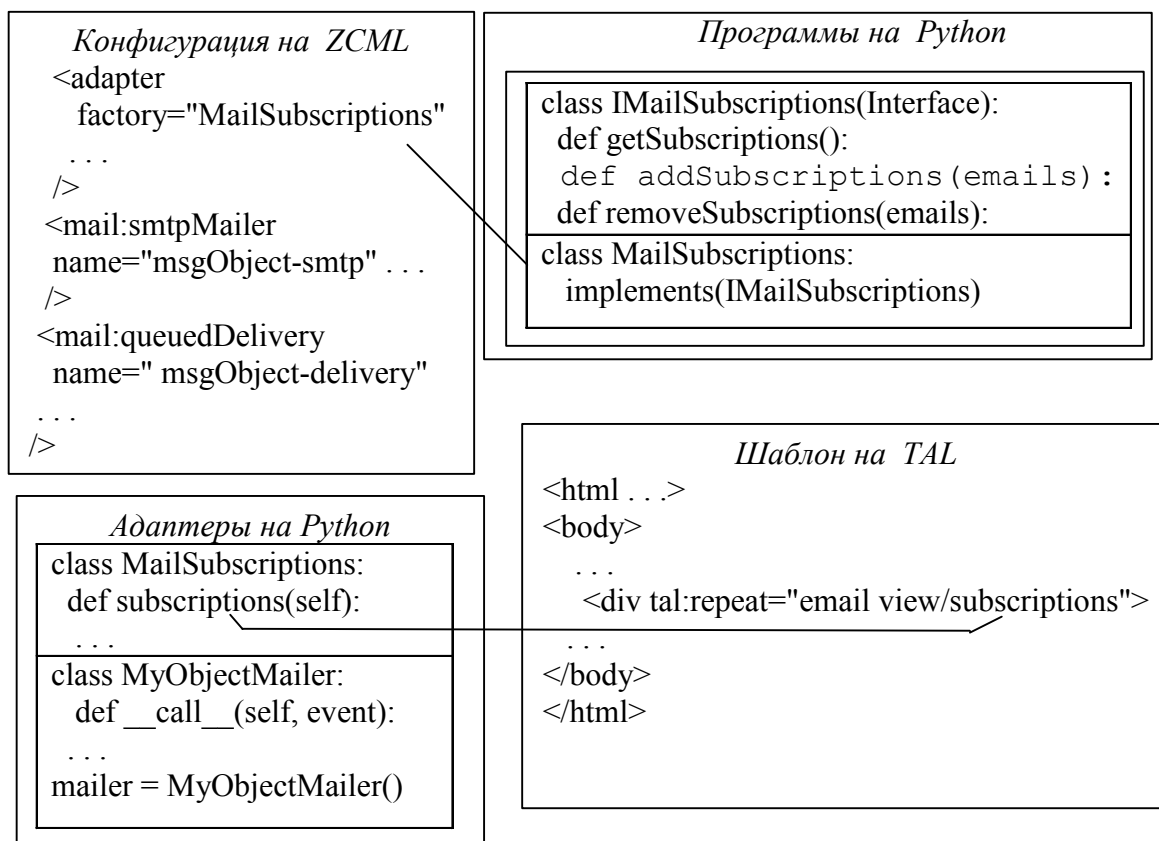 Конфигурация на ZCML
<adapter
factory="MailSubscriptions"
. . .
/>
<mail:smtpMailer
name="msgObject-smtp" . . .
/>
<mail:queuedDelivery
name=" msgObject-delivery"
. . .
/>
Программы на Python
class IMailSubscriptions(Interface):
def getSubscriptions():
def addSubscriptions(emails):
def removeSubscriptions(emails):
class MailSubscriptions:
implements(IMailSubscriptions)
Адаптеры на Python
class MailSubscriptions:
def subscriptions(self):
. . .
class MyObjectMailer:
def __call__(self, event):
. . .
mailer = MyObjectMailer()
Шаблон на TAL
<html . . .>
<body>
. . .
<div tal:repeat="email view/subscriptions">
. . .
</body>
</html>